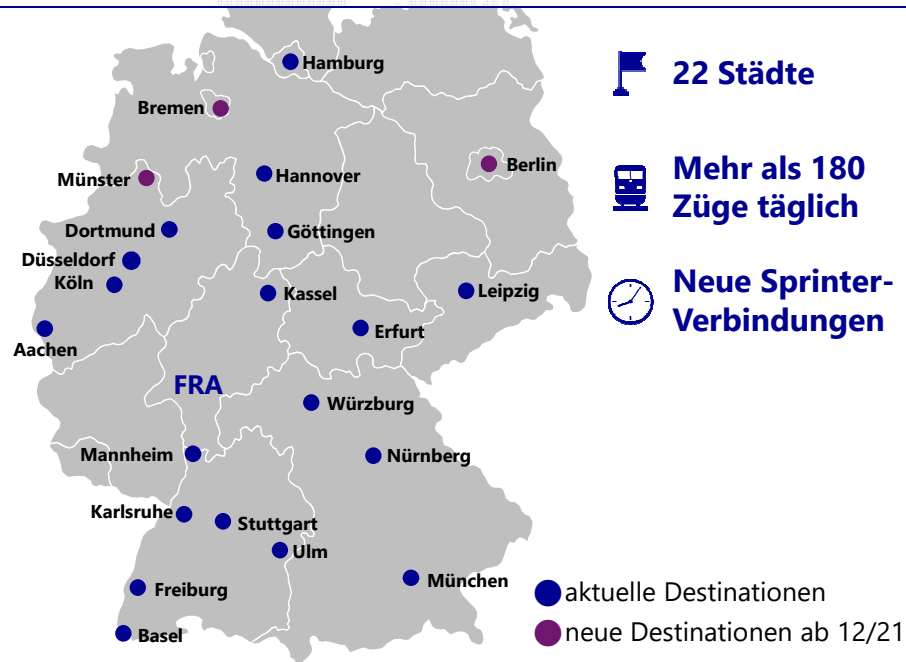 Hamburg
22 Städte
Bremen
Berlin
Mehr als 180
Züge täglich
Münster
Hannover
Dortmund
Göttingen
Düsseldorf
Köln
Kassel
Leipzig
Neue Sprinter-
Verbindungen
Erfurt
Aachen
FRA
Würzburg
Mannheim
Nürnberg
Karlsruhe
Stuttgart
Ulm
München
Freiburg
Basel
aktuelle Destinationen
neue Destinationen ab 12/21